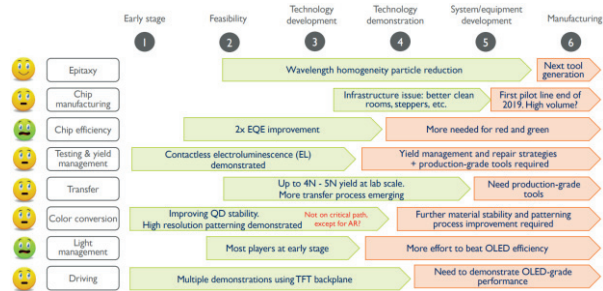 Early stage
Feasibility
Technology
development
Technology
demonstration
System/equipment
development
Manufacturing
1
2
3
4
5
6
Epitaxy
Wavelength homogeneity particle reduction
Next tool
generation
Chip
manufacturing
Infrastructure issue: better clean
rooms, steppers, etc.
First pilot line end of
2019. High volume?
Chip efficiency
2x EQE improvement
More needed for red and green
Testing & yield
management
Contactless electroluminescence (EL)
demonstrated
Yield management and repair strategies
+ production-grade tools required
Transfer
Up to 4N - 5N yield at lab scale.
More transfer process emerging
Need production-grade
tools
Color conversion
Improving QD stability.
High resolution patterning demonstrated
Not on critical path,
except for AR?
Further material stability and patterning
process improvement required
Light
management
Most players at early stage
More effort to beat OLED efficiency
Driving
Multiple demonstrations using TFT backplane
Need to demonstrate OLED-grade
performance